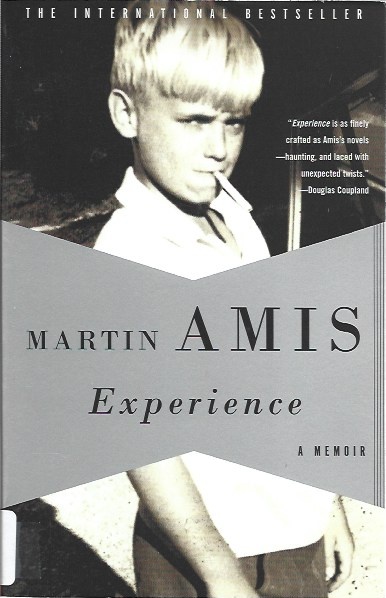 THE INTERNATIONAL BESTSELLER
"Experience is as finely
crafted as Amis's novels
—haunting, and laced with
unexpected twists."
—Douglas Coupland
MARTIN AMIS
Experience
A MEMOIR